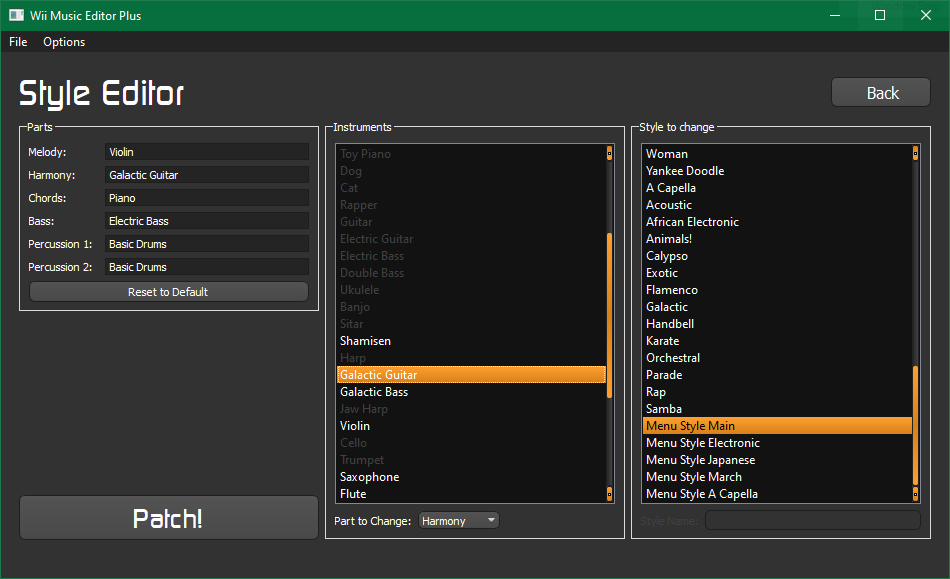 Wii Music Editor Plus
File Options
Style Editor
Back
Parts
Melody: Violin
Harmony: Galactic Guitar
Chords: Piano
Bass: Electric Bass
Percussion 1: Basic Drums
Percussion 2: Basic Drums
Reset to Default
Patch!
Instruments
Toy Piano
Dog
Cat
Rapper
Guitar
Electric Guitar
Electric Bass
Double Bass
Ukulele
Banjo
Sitar
Shamisen
Harp
Galactic Guitar
Galactic Bass
Jaw Harp
Violin
Cello
Trumpet
Saxophone
Flute
Part to Change: Harmony
Style to change
Woman
Yankee Doodle
A Capella
Acoustic
African Electronic
Animals!
Calypso
Exotic
Flamenco
Galactic
Handbell
Karate
Orchestral
Parade
Rap
Samba
Menu Style Main
Menu Style Electronic
Menu Style Japanese
Menu Style March
Menu Style A Capella
Style Name: